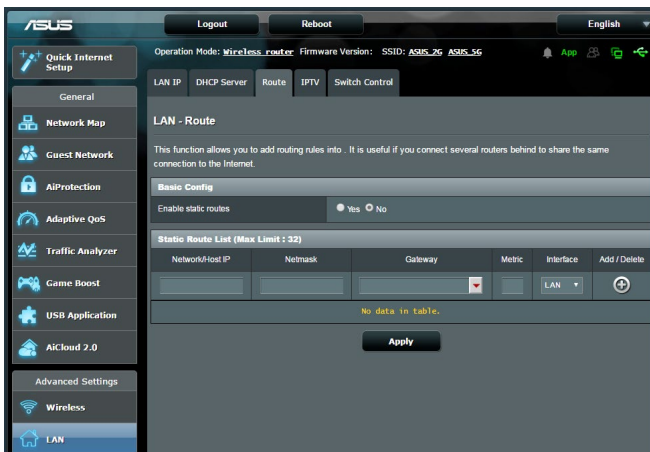 ASUS
Logout
Reboot
English
Quick Internet Setup
Operation Mode: Wireless router Firmware Version: SSID: ASUS_2G ASUS_5G
App
General
Network Map
Guest Network
AiProtection
Adaptive QoS
Traffic Analyzer
Game Boost
USB Application
AiCloud 2.0
Advanced Settings
Wireless
LAN
LAN IP DHCP Server Route IPTV Switch Control
LAN - Route
This function allows you to add routing rules into . It is useful if you connect several routers behind to share the same
connection to the Internet.
Basic Config
Enable static routes Yes No
Static Route List (Max Limit : 32)
Network/Host IP Netmask Gateway Metric Interface Add / Delete
LAN
No data in table.
Apply